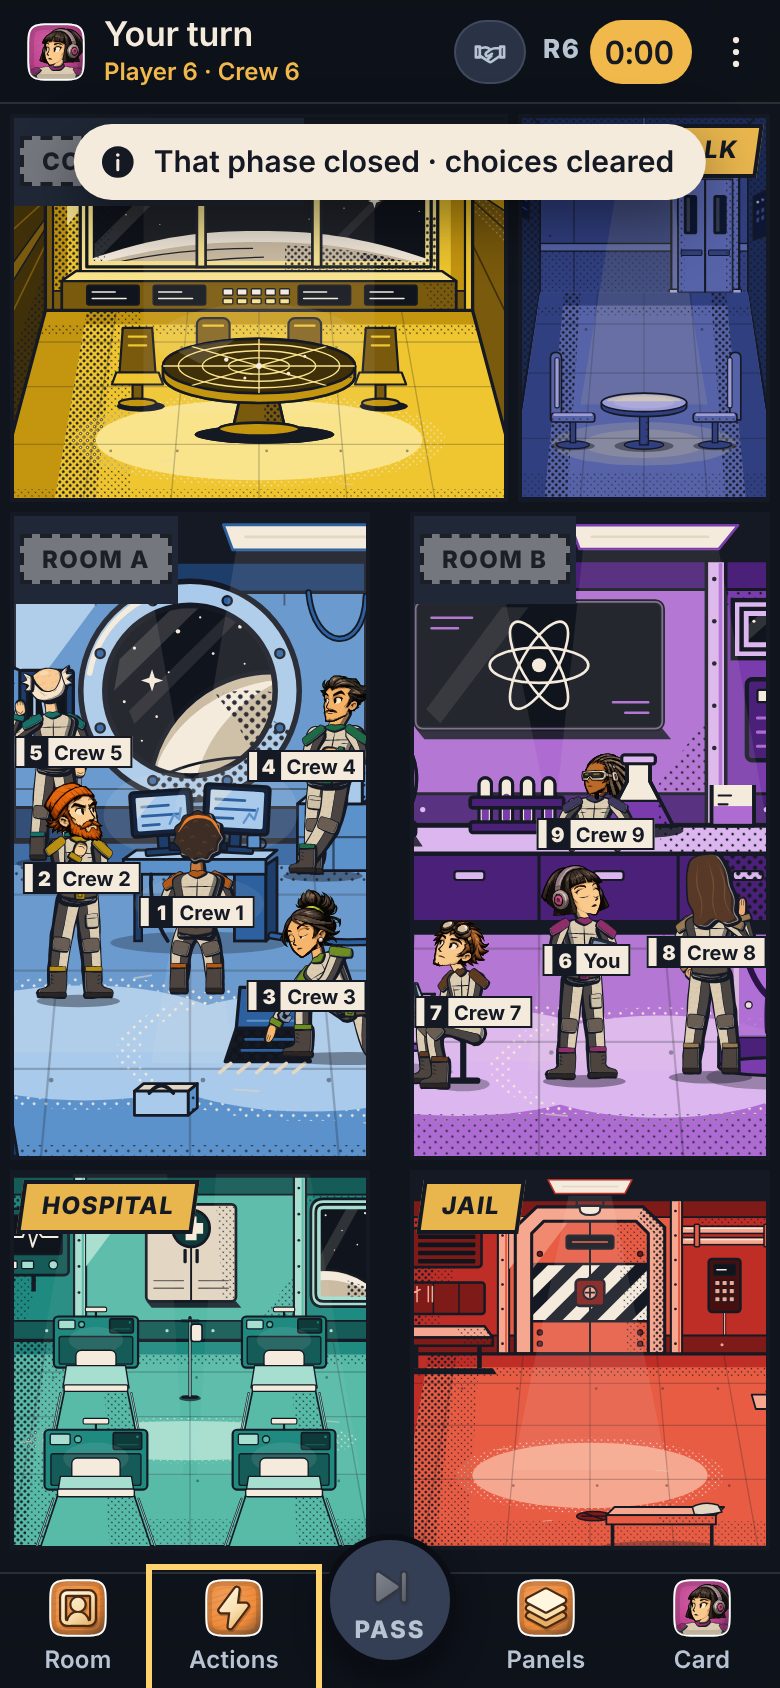 Your turn
Player 6 · Crew 6
R6
0:00
That phase closed · choices cleared
ROOM A
ROOM B
5 Crew 5
4 Crew 4
2 Crew 2
1 Crew 1
3 Crew 3
9 Crew 9
6 You
8 Crew 8
7 Crew 7
HOSPITAL
JAIL
Room
Actions
PASS
Panels
Card